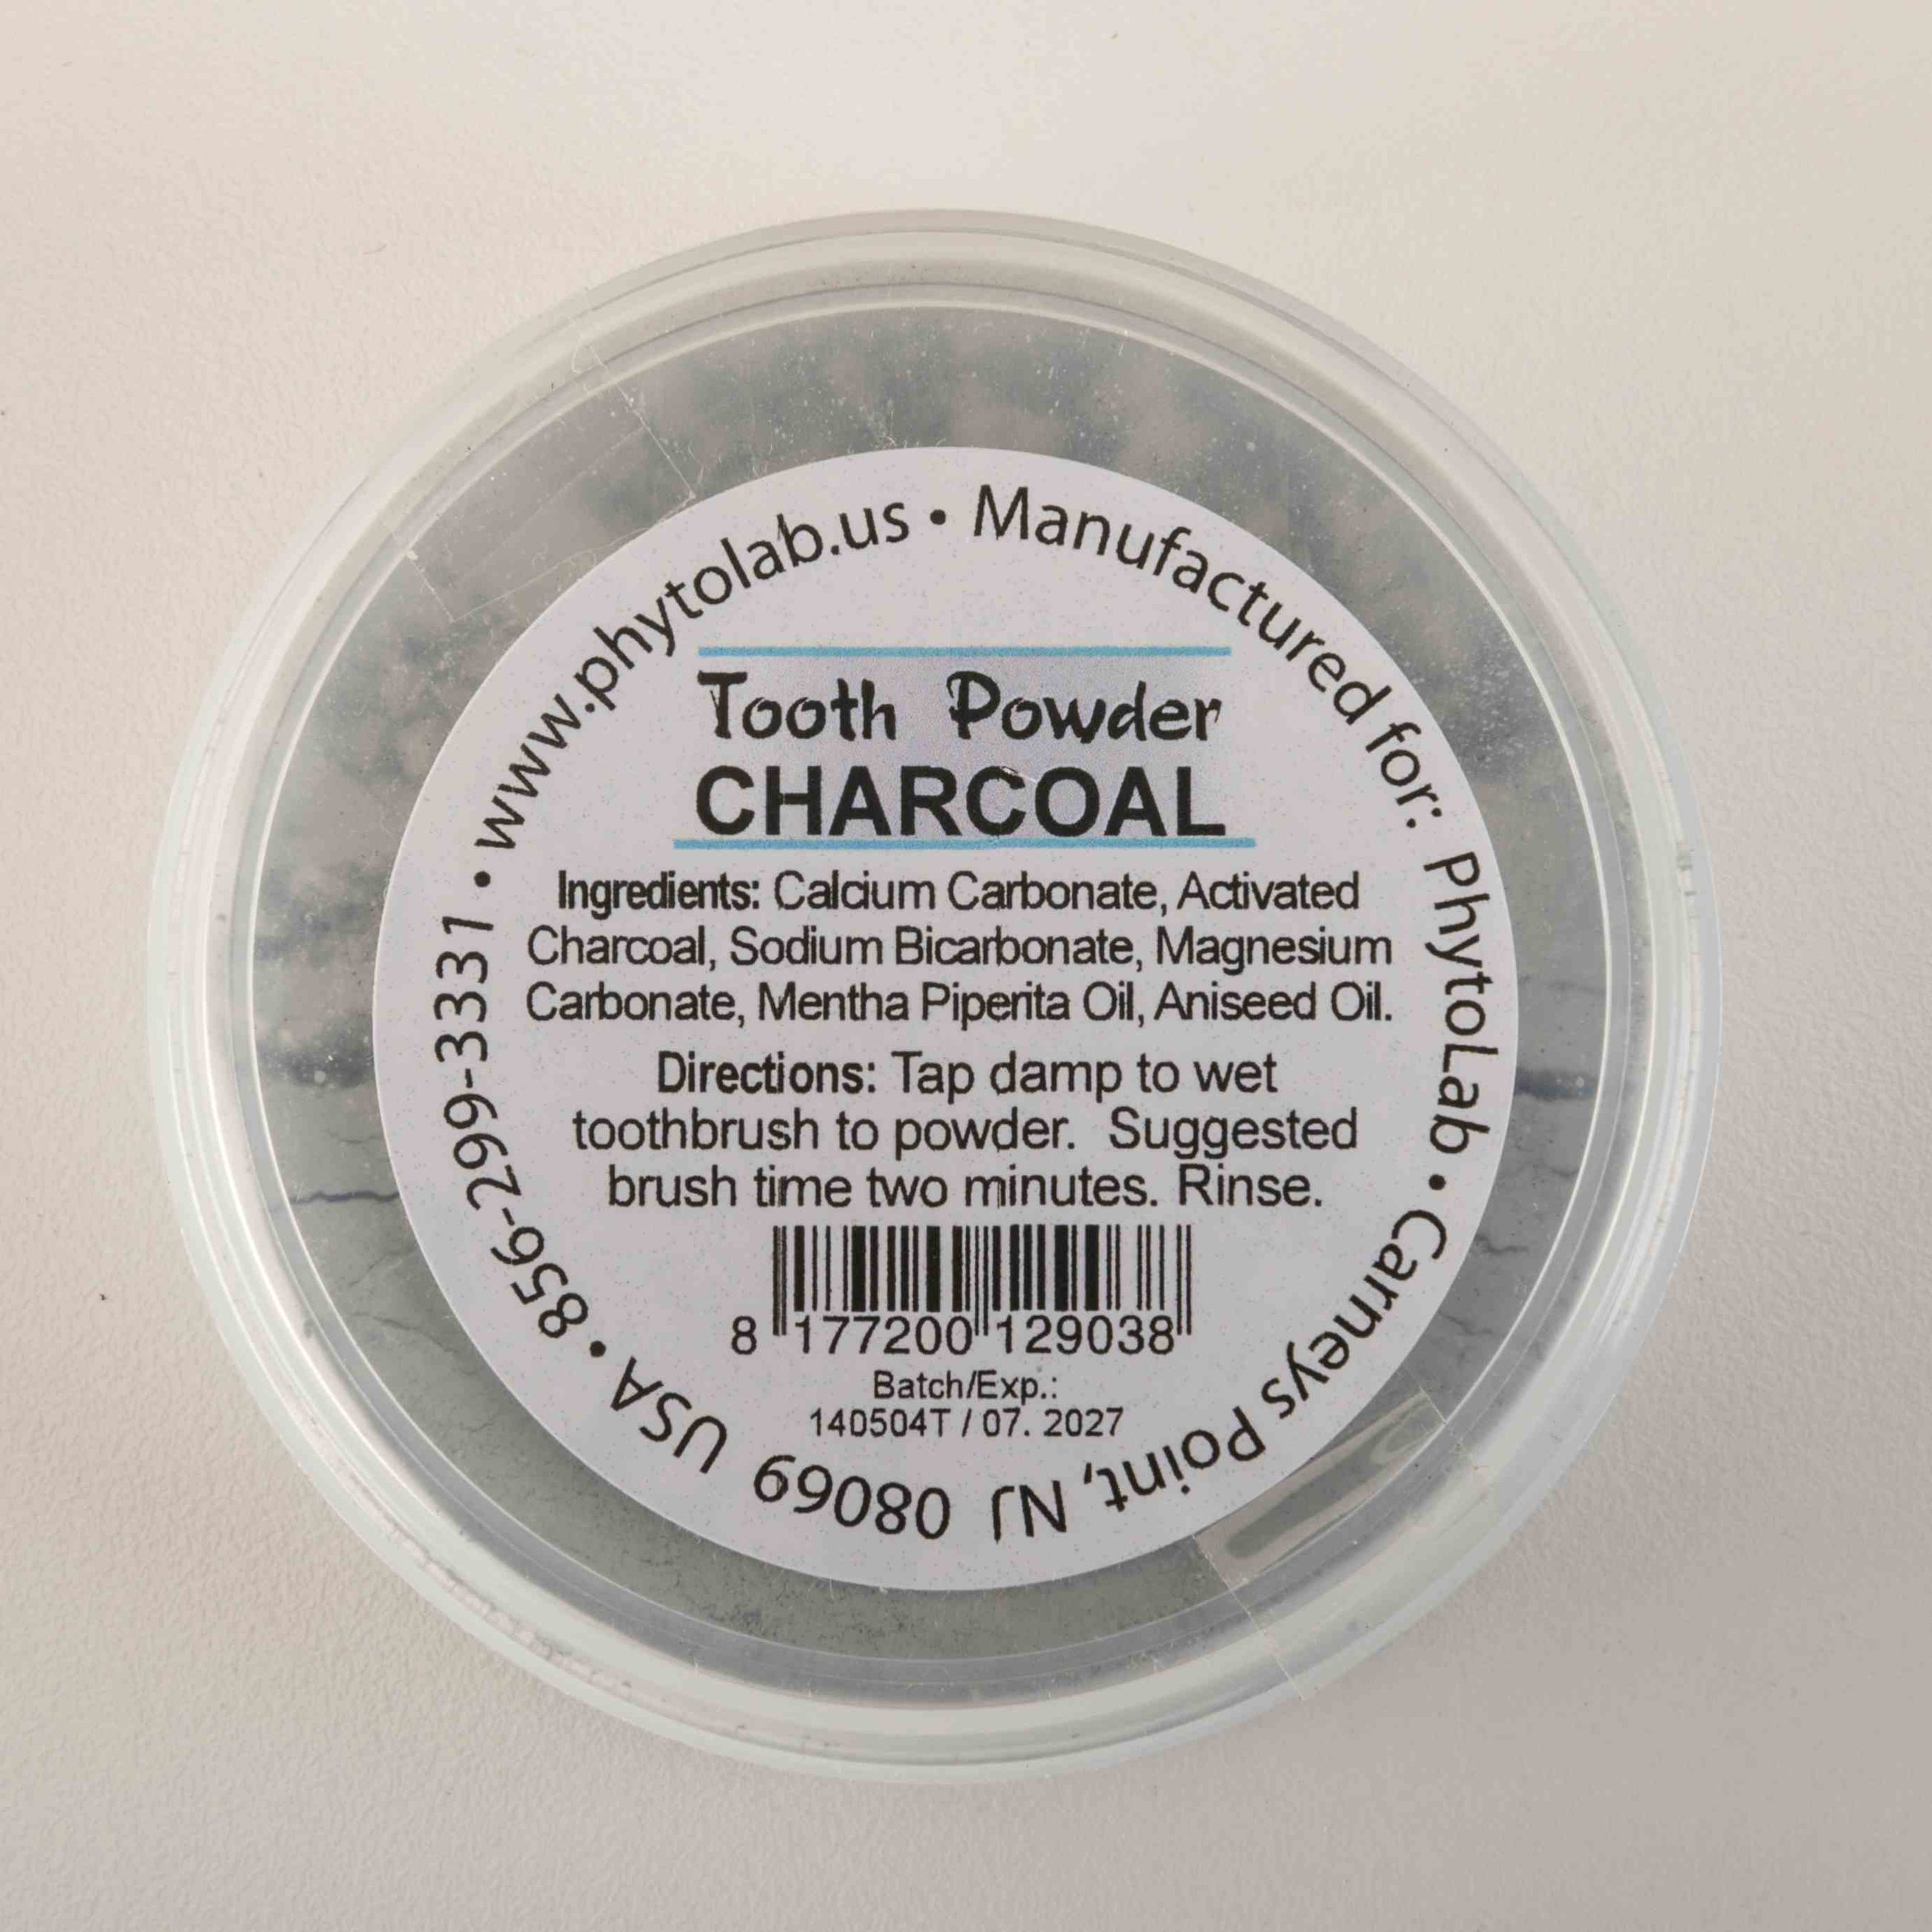 www.phytolab.us • Manufactured for: PhytoLab • Carneys Point, NJ 08069 USA • 856-299-3331 •
Tooth Powder
CHARCOAL
Ingredients: Calcium Carbonate, Activated
Charcoal, Sodium Bicarbonate, Magnesium
Carbonate, Mentha Piperita Oil, Aniseed Oil.
Directions: Tap damp to wet
toothbrush to powder. Suggested
brush time two minutes. Rinse.
8 177200 129038
Batch/Exp.:
140504T / 07. 2027